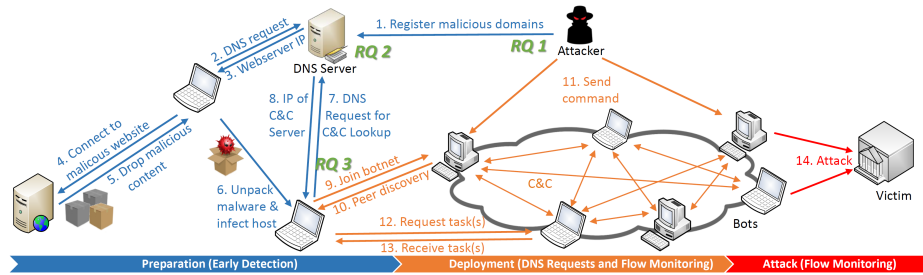 1. Register malicious domains
RQ 1
Attacker
2. DNS request
3. Webserver IP
RQ 2
DNS Server
4. Connect to
malicous website
5. Drop malicious
content
6. Unpack
malware &
infect host
8. IP of
C&C
Server
7. DNS
Request for
C&C Lookup
RQ 3
9. Join botnet
10. Peer discovery
11. Send
command
C&C
12. Request task(s)
13. Receive task(s)
Bots
14. Attack
Victim
Preparation (Early Detection)
Deployment (DNS Requests and Flow Monitoring)
Attack (Flow Monitoring)